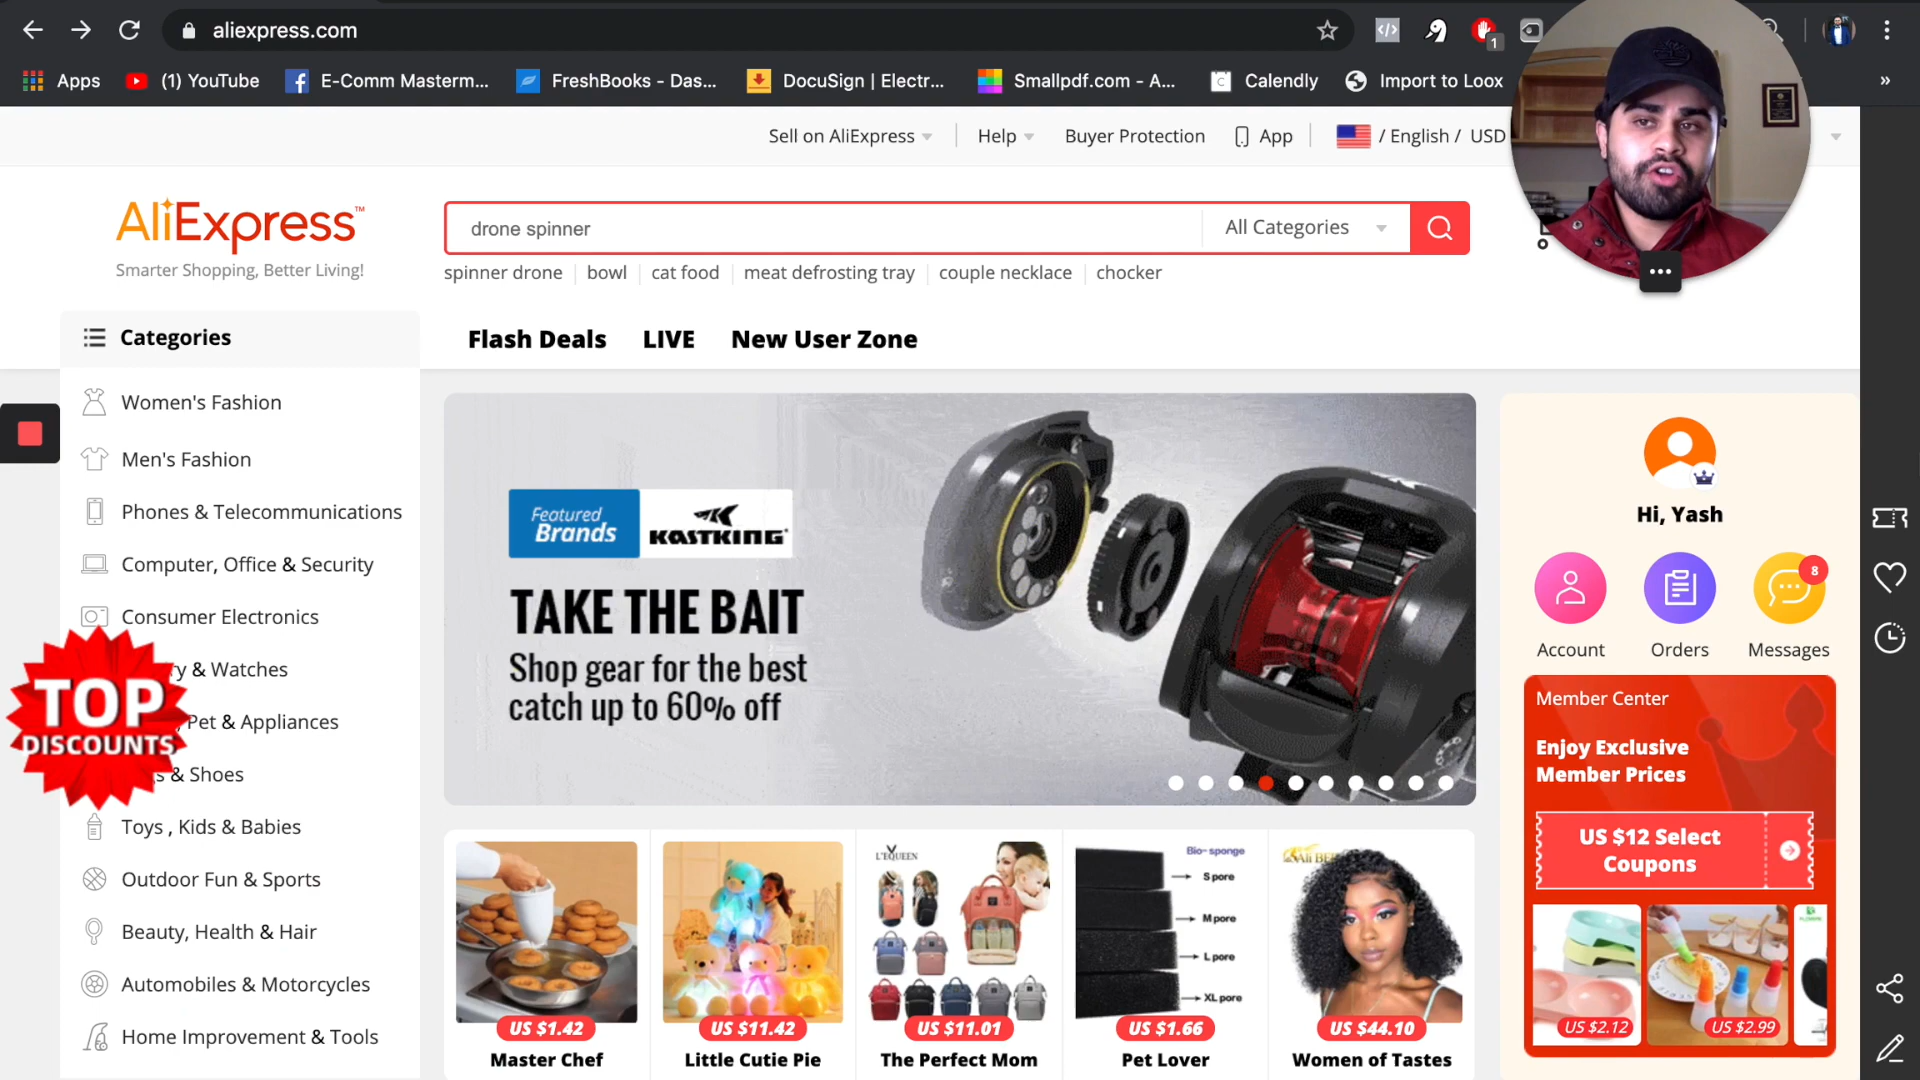 aliexpress.com
1
Apps
(1) YouTube
E-Comm Masterm...
FreshBooks - Das...
DocuSign | Electr...
Smallpdf.com - A...
Calendly
Import to Loox
»
Sell on AliExpress
Help
Buyer Protection
App
/ English / USD
AliExpress™
Smarter Shopping, Better Living!
drone spinner
All Categories
spinner drone
bowl
cat food
meat defrosting tray
couple necklace
chocker
Categories
Flash Deals
LIVE
New User Zone
Women's Fashion
Men's Fashion
Phones & Telecommunications
Computer, Office & Security
Consumer Electronics
& Watches
Pet & Appliances
& Shoes
Toys , Kids & Babies
Outdoor Fun & Sports
Beauty, Health & Hair
Automobiles & Motorcycles
Home Improvement & Tools
TOP
DISCOUNTS
Featured
Brands
KASTKING
TAKE THE BAIT
Shop gear for the best
catch up to 60% off
Hi, Yash
8
Account
Orders
Messages
Member Center
Enjoy Exclusive
Member Prices
US $12 Select
Coupons
US $2.12
US $2.99
L'EQUEEN
Bio-sponge
S pore
M pore
L pore
XL pore
US $1.42
US $11.42
US $11.01
US $1.66
US $44.10
Master Chef
Little Cutie Pie
The Perfect Mom
Pet Lover
Women of Tastes